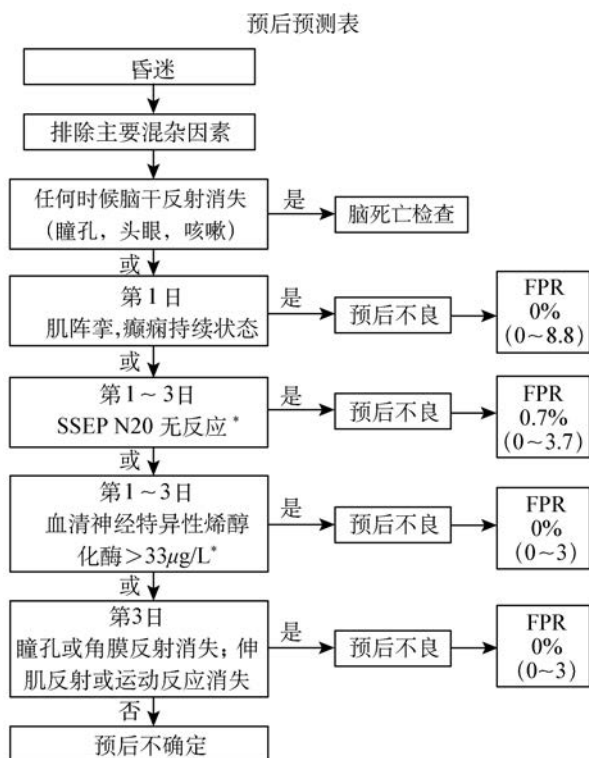 预后预测表
昏迷
排除主要混杂因素
任何时候脑干反射消失
(瞳孔，头眼，咳嗽)
是
脑死亡检查
或
第1日
肌阵挛,癫痫持续状态
是
预后不良
FPR
0%
(0~8.8)
或
第1~3日
SSEP N20 无反应*
是
预后不良
FPR
0.7%
(0~3.7)
或
第1~3日
血清神经特异性烯醇
化酶>33μg/L*
是
预后不良
FPR
0%
(0~3)
或
第3日
瞳孔或角膜反射消失；伸
肌反射或运动反应消失
是
预后不良
FPR
0%
(0~3)
否
预后不确定